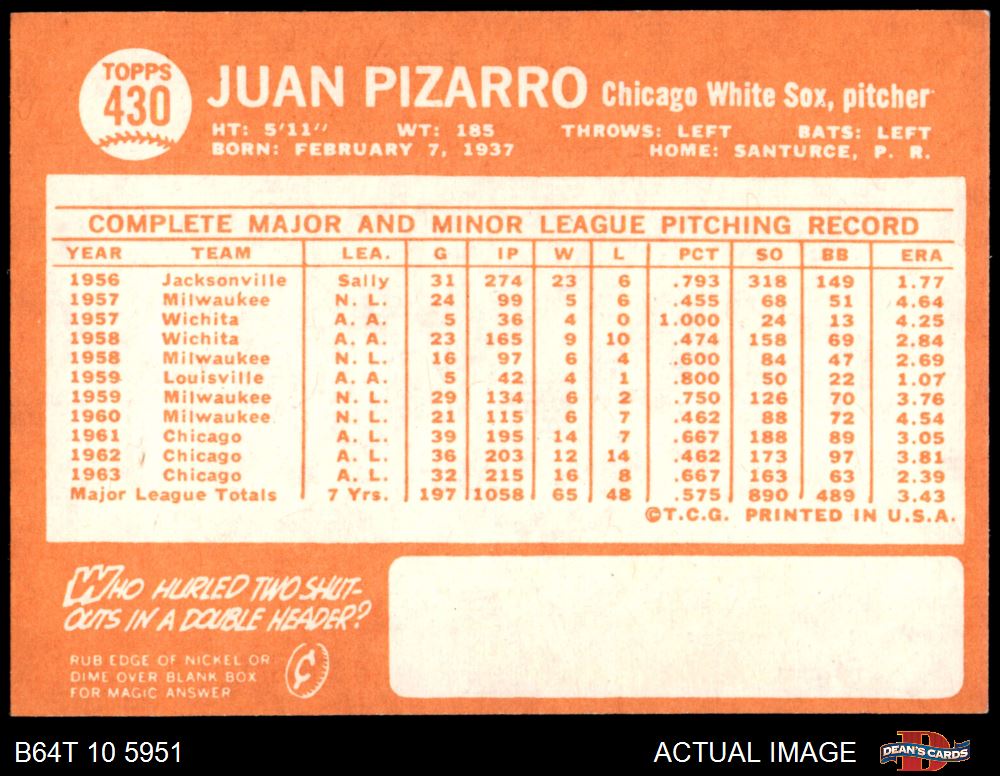 TOPPS
430
JUAN PIZARRO Chicago White Sox, pitcher
HT: 5'11" WT: 185 THROWS: LEFT BATS: LEFT
BORN: FEBRUARY 7, 1937 HOME: SANTURCE, P. R.
COMPLETE MAJOR AND MINOR LEAGUE PITCHING RECORD
YEAR TEAM LEA. G IP W L PCT SO BB ERA
1956 Jacksonville Sally 31 274 23 6 .793 318 149 1.77
1957 Milwaukee N. L. 24 99 5 6 .455 68 51 4.64
1957 Wichita A. A. 5 36 4 0 1.000 24 13 4.25
1958 Wichita A. A. 23 165 9 10 .474 158 69 2.84
1958 Milwaukee N. L. 16 97 6 4 .600 84 47 2.69
1959 Louisville A. A. 5 42 4 1 .800 50 22 1.07
1959 Milwaukee N. L. 29 134 6 2 .750 126 70 3.76
1960 Milwaukee N. L. 21 115 6 7 .462 88 72 4.54
1961 Chicago A. L. 39 195 14 7 .667 188 89 3.05
1962 Chicago A. L. 36 203 12 14 .462 173 97 3.81
1963 Chicago A. L. 32 215 16 8 .667 163 63 2.39
Major League Totals 7 Yrs. 197 1058 65 48 .575 890 489 3.43
©T.C.G. PRINTED IN U.S.A.
WHO HURLED TWO SHUT-
OUTS IN A DOUBLE HEADER?
RUB EDGE OF NICKEL OR
DIME OVER BLANK BOX
FOR MAGIC ANSWER
¢
B64T 10 5951 ACTUAL IMAGE DEAN'S CARDS